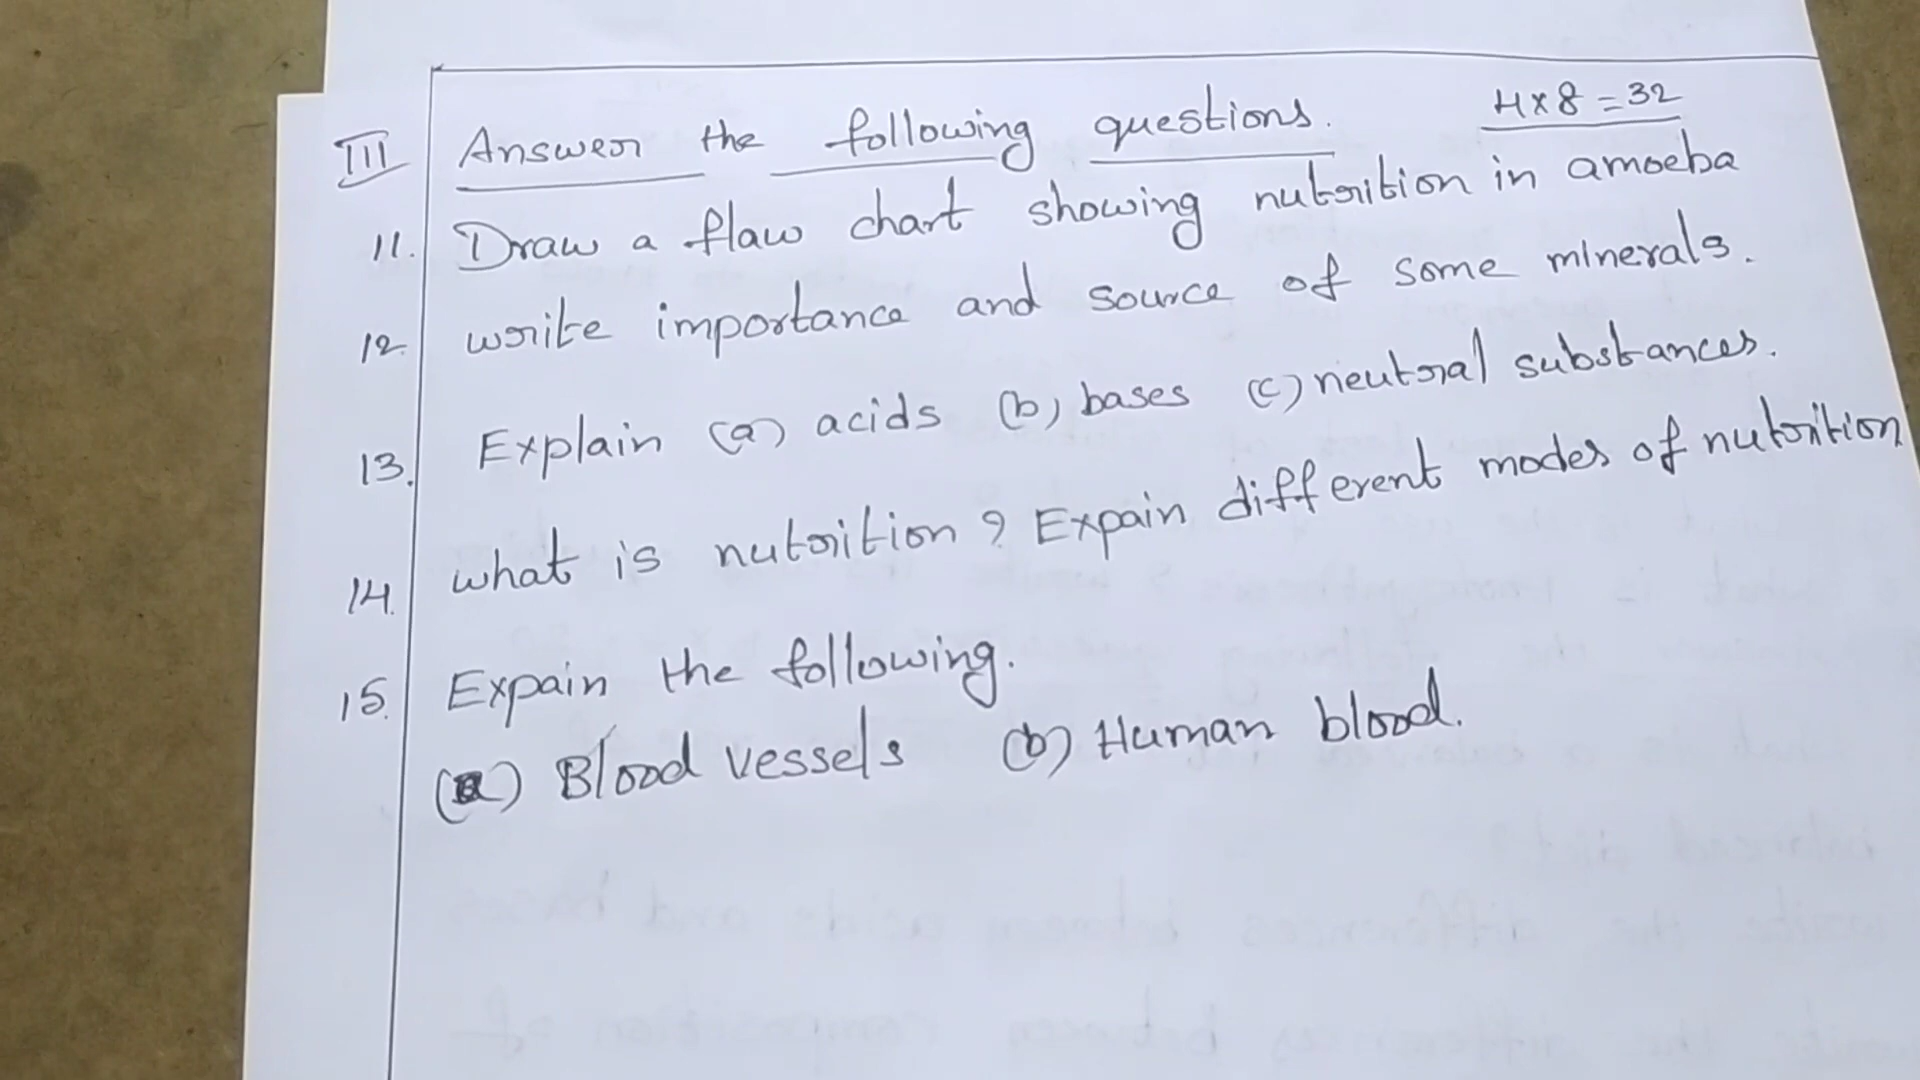 III Answer the following questions. 4x8=32
11. Draw a flaw chart showing nutrition in amoeba
12. write importance and source of some minerals.
13. Explain (a) acids (b) bases (c) neutral substances.
14. what is nutrition? Expain different modes of nutrition
15. Expain the following.
(a) Blood vessels (b) Human blood.